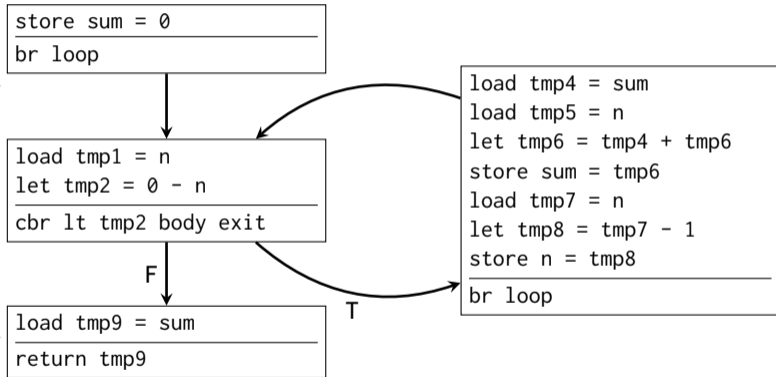 store sum = 0
br loop
load tmp1 = n
let tmp2 = 0 - n
cbr lt tmp2 body exit
F
T
load tmp9 = sum
return tmp9
load tmp4 = sum
load tmp5 = n
let tmp6 = tmp4 + tmp6
store sum = tmp6
load tmp7 = n
let tmp8 = tmp7 - 1
store n = tmp8
br loop